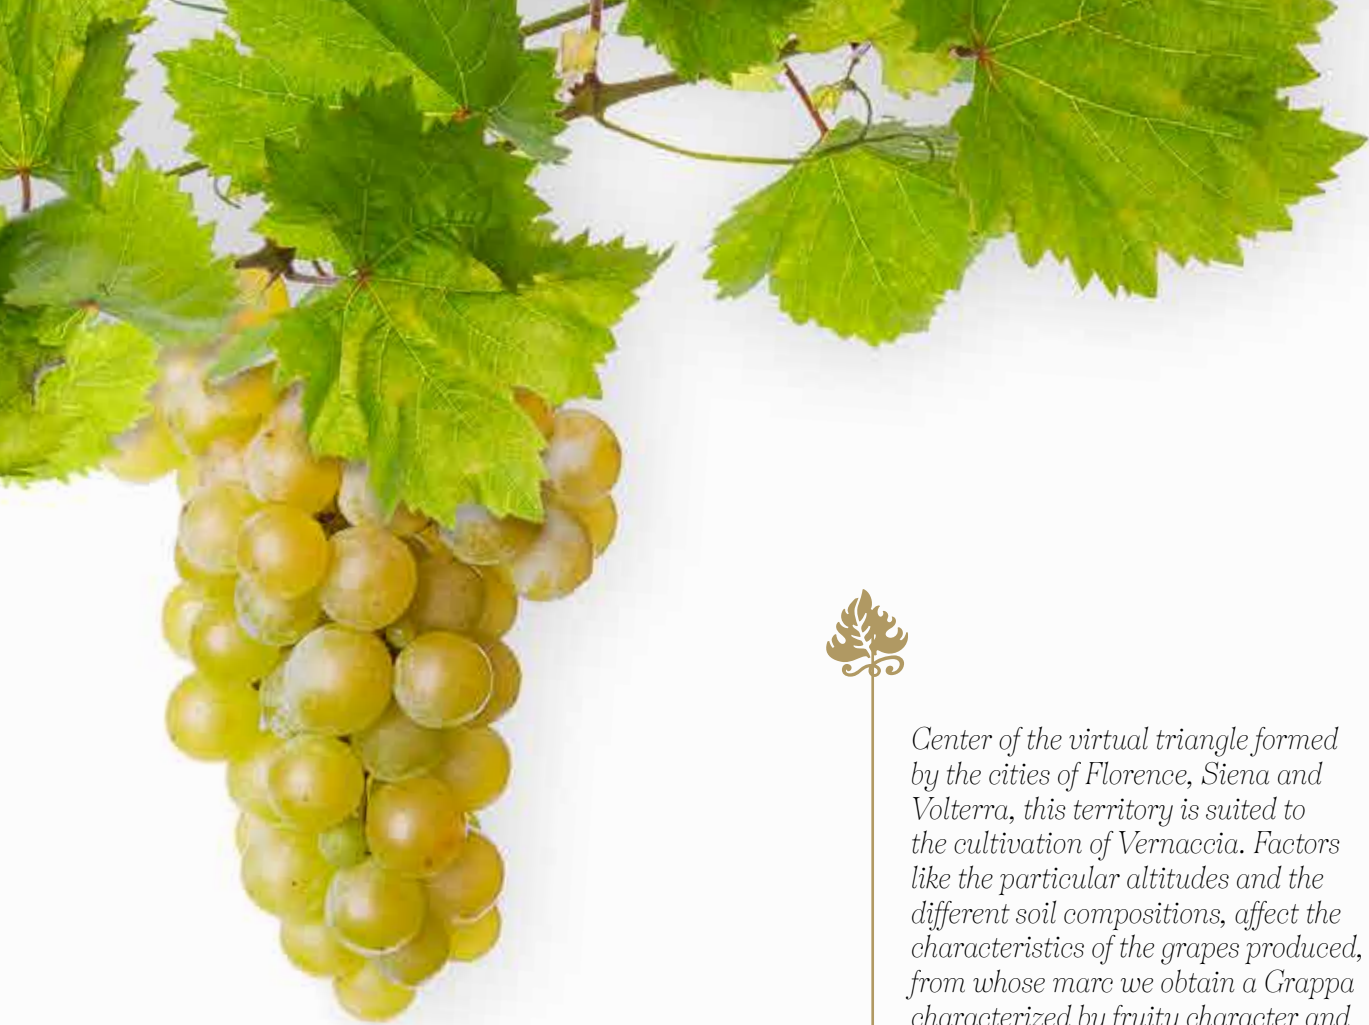 Center of the virtual triangle formed
by the cities of Florence, Siena and
Volterra, this territory is suited to
the cultivation of Vernaccia. Factors
like the particular altitudes and the
different soil compositions, affect the
characteristics of the grapes produced,
from whose marc we obtain a Grappa
characterized by fruity character and